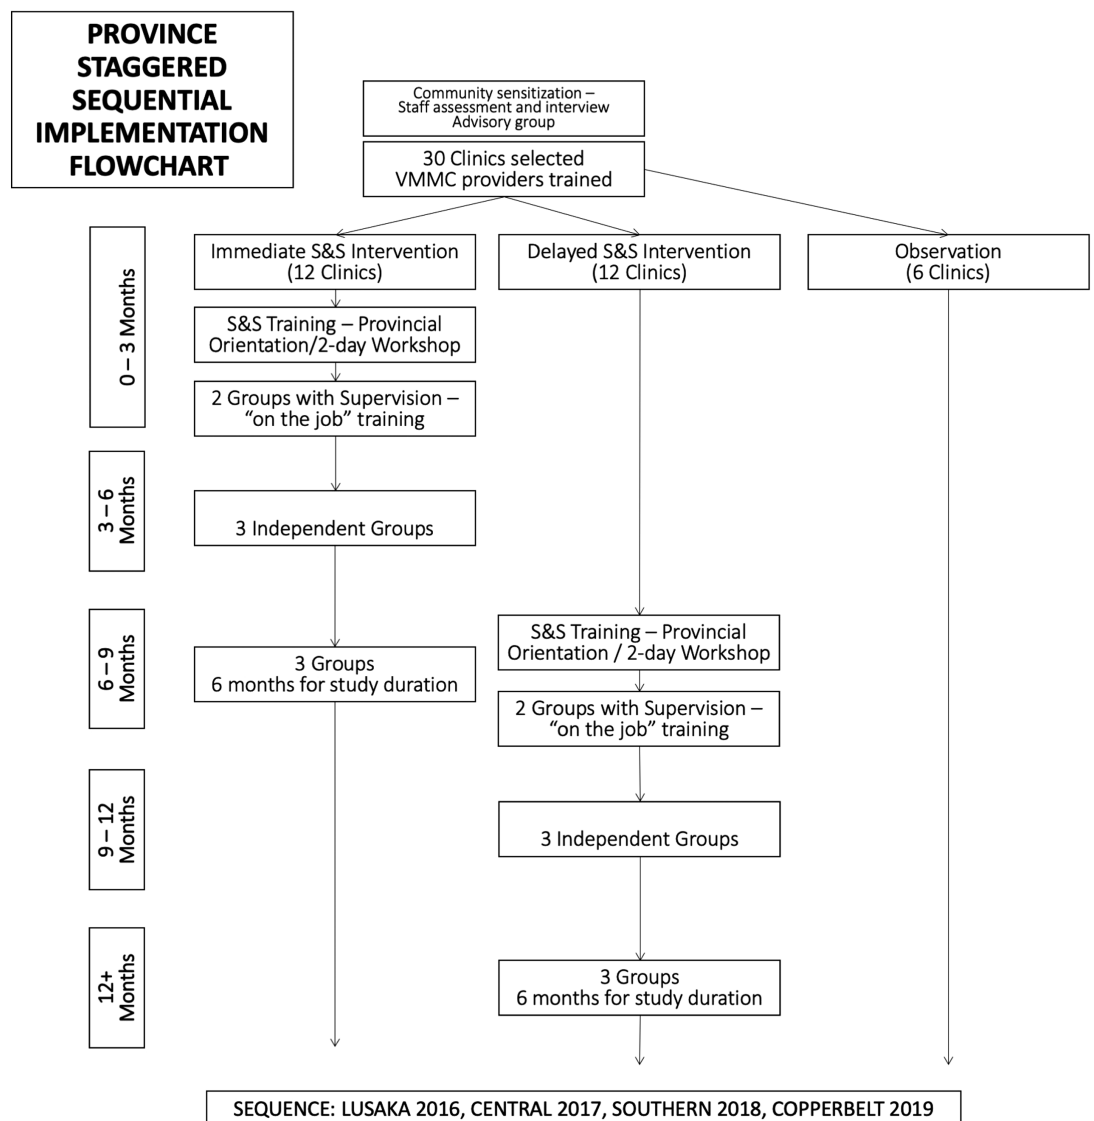 PROVINCE
STAGGERED
SEQUENTIAL
IMPLEMENTATION
FLOWCHART
Community sensitization –
Staff assessment and interview
Advisory group
30 Clinics selected
VMMC providers trained
0 – 3 Months
Immediate S&S Intervention
(12 Clinics)
Delayed S&S Intervention
(12 Clinics)
Observation
(6 Clinics)
S&S Training – Provincial
Orientation/2-day Workshop
2 Groups with Supervision –
“on the job” training
3 – 6
Months
3 Independent Groups
6 – 9
Months
3 Groups
6 months for study duration
S&S Training – Provincial
Orientation / 2-day Workshop
2 Groups with Supervision –
“on the job” training
9 – 12
Months
3 Independent Groups
12+
Months
3 Groups
6 months for study duration
SEQUENCE: LUSAKA 2016, CENTRAL 2017, SOUTHERN 2018, COPPERBELT 2019